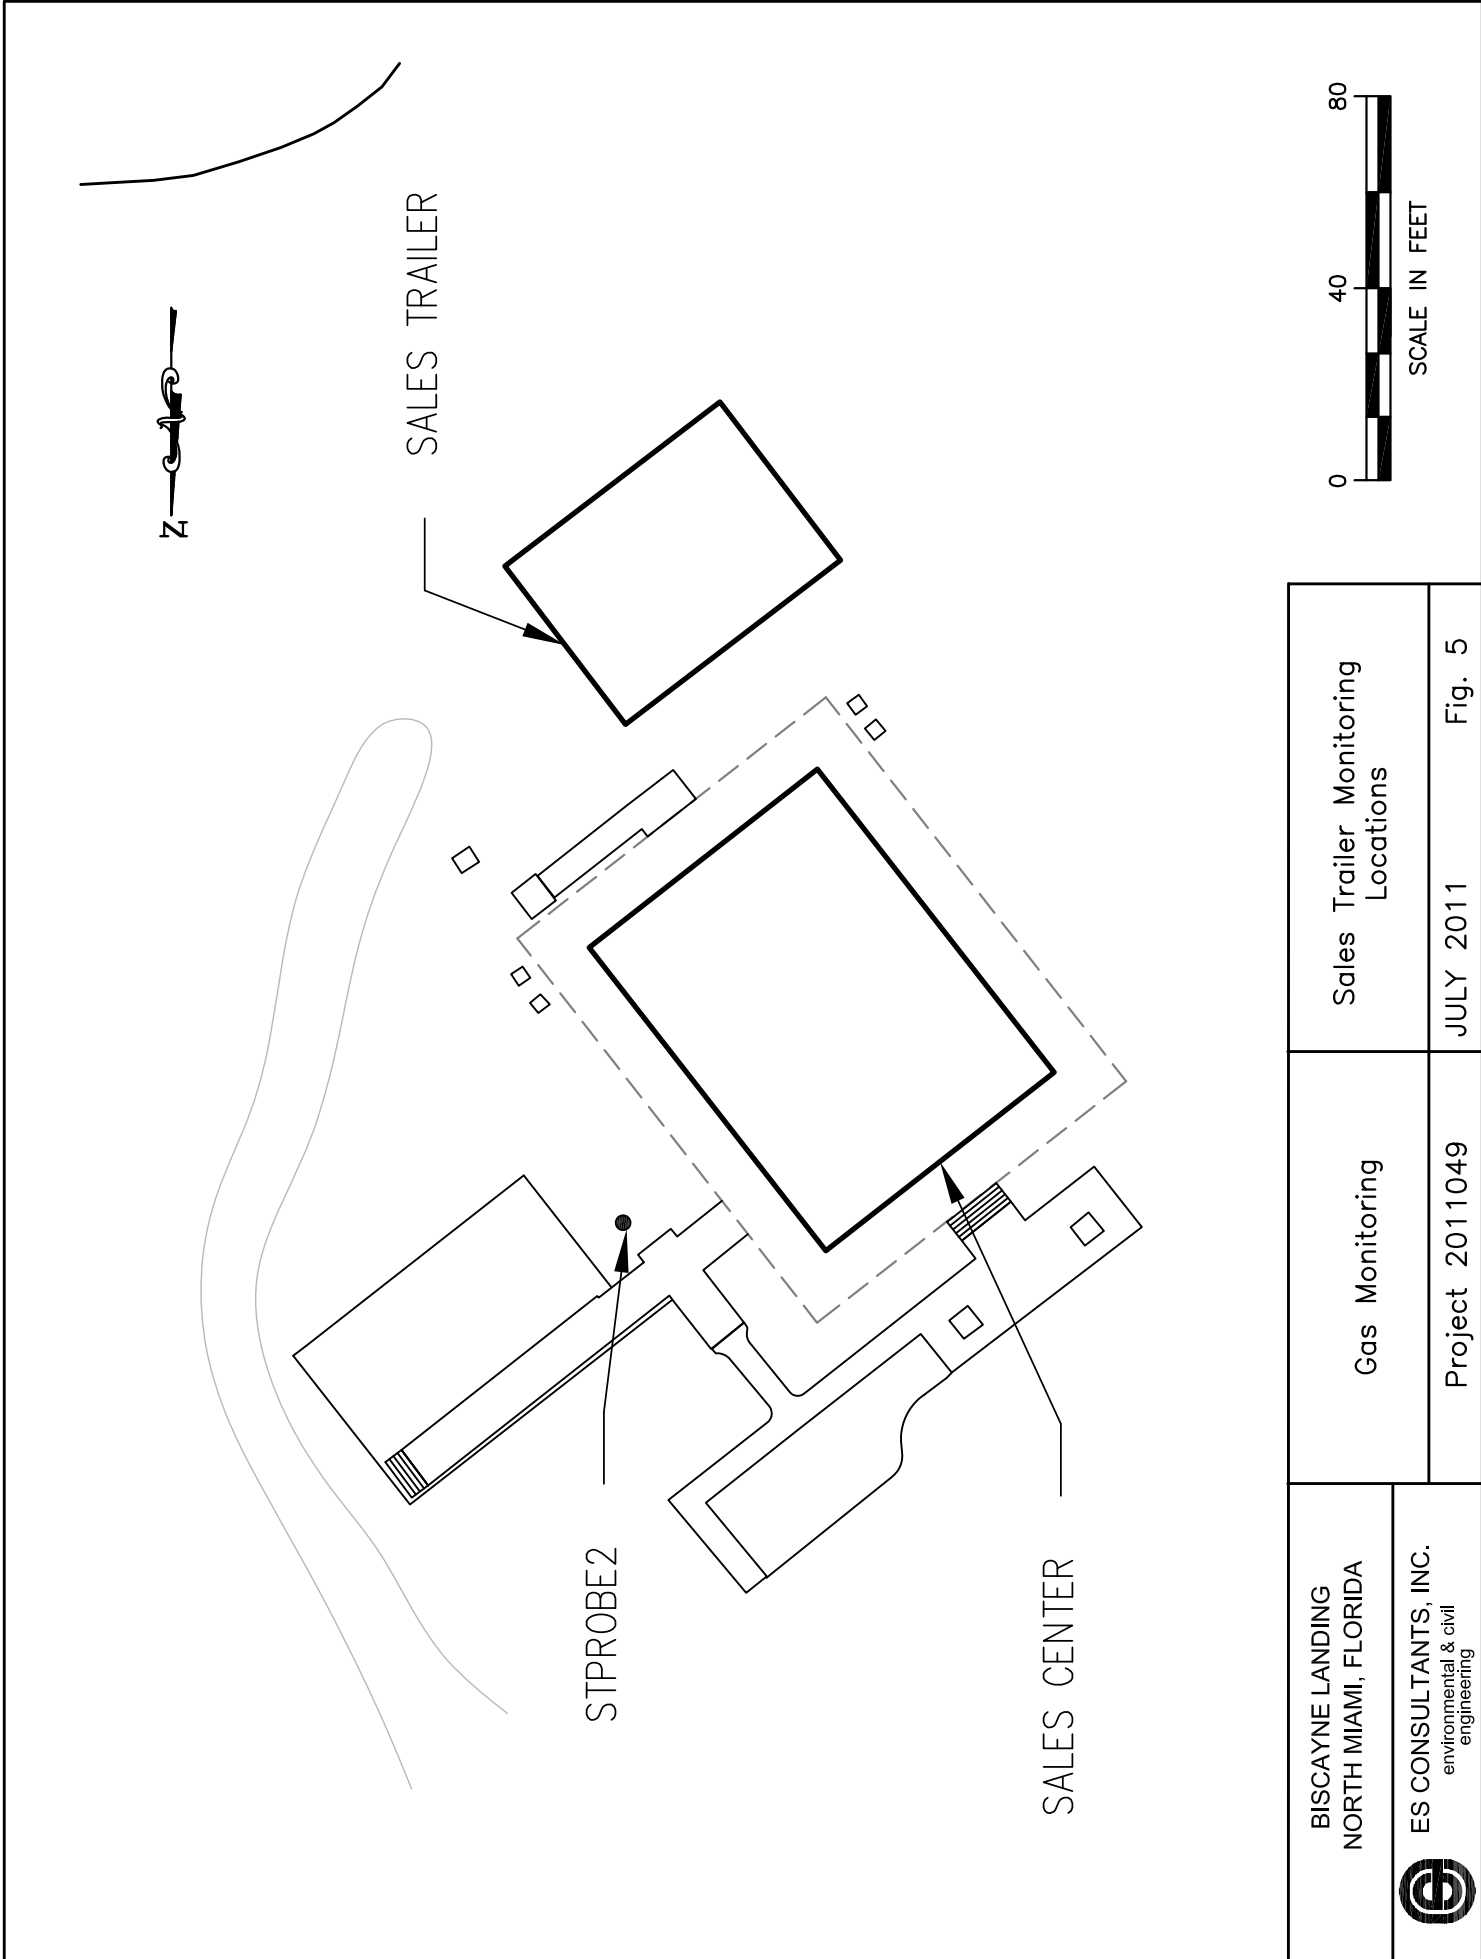 N
SALES TRAILER
STPROBE2
SALES CENTER
0
40
80
SCALE IN FEET
BISCAYNE LANDING
NORTH MIAMI, FLORIDA
ES CONSULTANTS, INC.
environmental & civil
engineering
Gas Monitoring
Project 2011049
Sales Trailer Monitoring
Locations
JULY 2011
Fig. 5